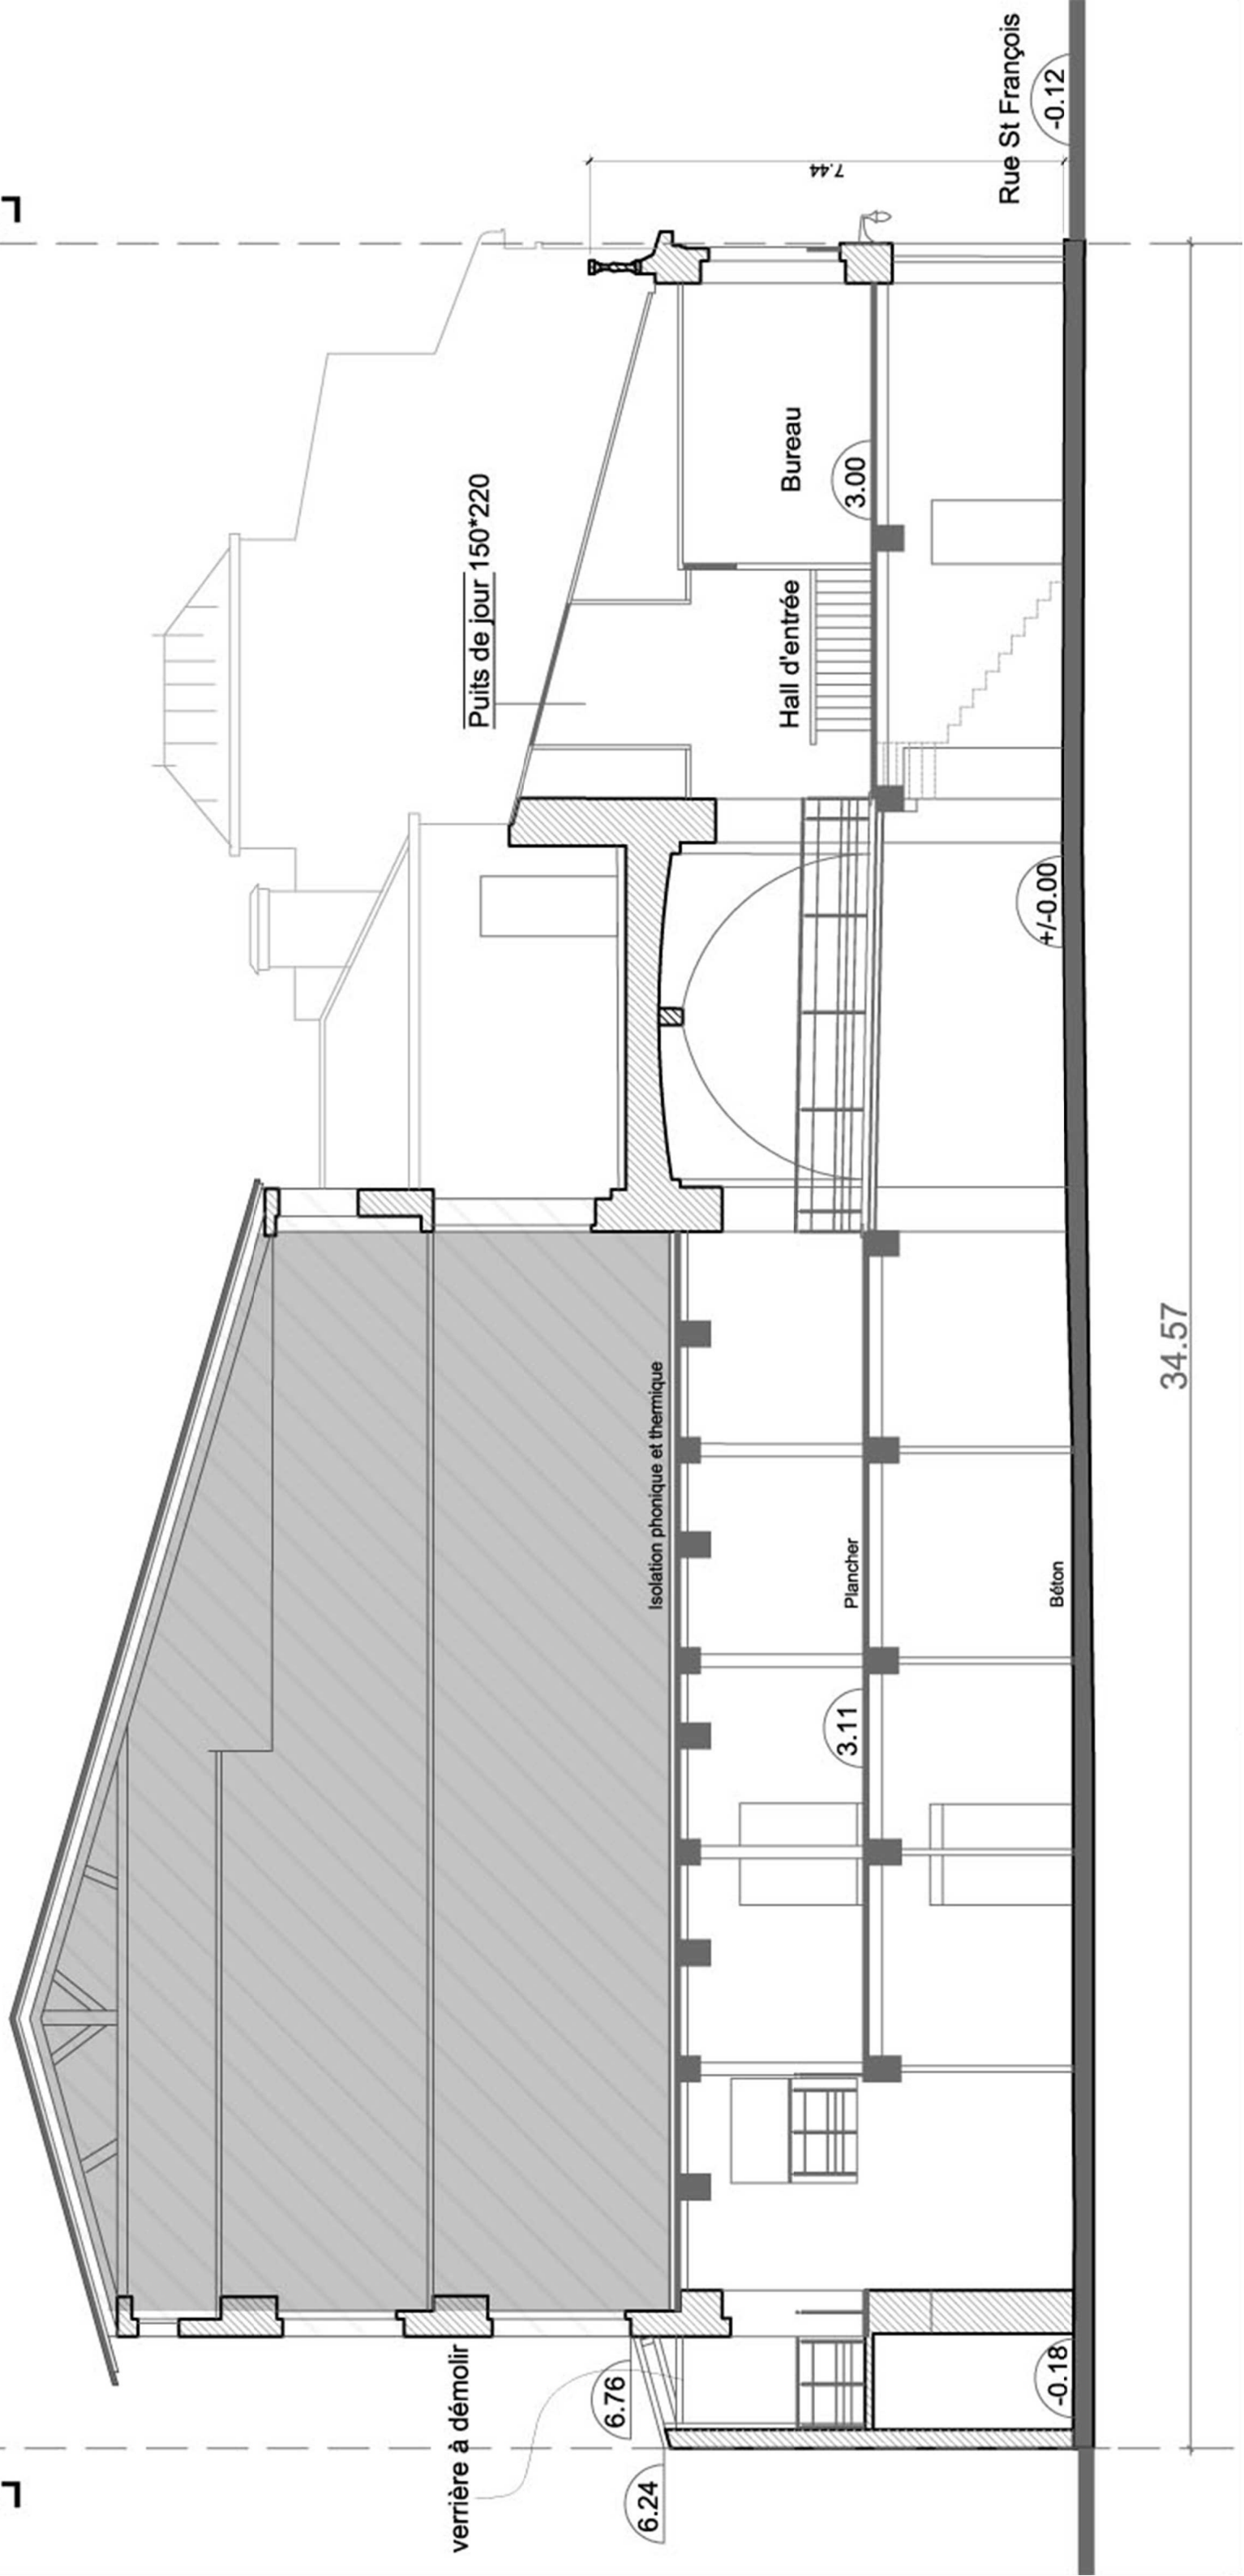 verrière à démolir
6.24
6.76
-0.18
Isolation phonique et thermique
Plancher
3.11
Béton
34.57
+/-0.00
Puits de jour 150*220
Hall d'entrée
Bureau
3.00
7.44
Rue St François
-0.12